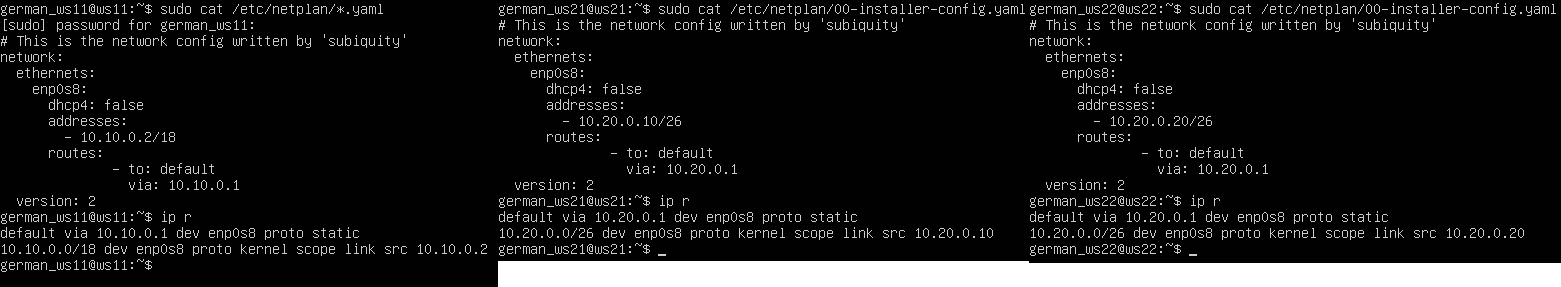 german_ws11@ws11:~$ sudo cat /etc/netplan/*.yaml
[sudo] password for german_ws11:
# This is the network config written by 'subiquity'
network:
  ethernets:
    enp0s8:
      dhcp4: false
      addresses:
        - 10.10.0.2/18
      routes:
              - to: default
                via: 10.10.0.1
  version: 2
german_ws11@ws11:~$ ip r
default via 10.10.0.1 dev enp0s8 proto static
10.10.0.0/18 dev enp0s8 proto kernel scope link src 10.10.0.2
german_ws11@ws11:~$
german_ws21@ws21:~$ sudo cat /etc/netplan/00-installer-config.yaml
# This is the network config written by 'subiquity'
network:
  ethernets:
    enp0s8:
      dhcp4: false
      addresses:
        - 10.20.0.10/26
      routes:
              - to: default
                via: 10.20.0.1
  version: 2
german_ws21@ws21:~$ ip r
default via 10.20.0.1 dev enp0s8 proto static
10.20.0.0/26 dev enp0s8 proto kernel scope link src 10.20.0.10
german_ws21@ws21:~$ _
german_ws22@ws22:~$ sudo cat /etc/netplan/00-installer-config.yaml
# This is the network config written by 'subiquity'
network:
  ethernets:
    enp0s8:
      dhcp4: false
      addresses:
        - 10.20.0.20/26
      routes:
              - to: default
                via: 10.20.0.1
  version: 2
german_ws22@ws22:~$ ip r
default via 10.20.0.1 dev enp0s8 proto static
10.20.0.0/26 dev enp0s8 proto kernel scope link src 10.20.0.20
german_ws22@ws22:~$ _